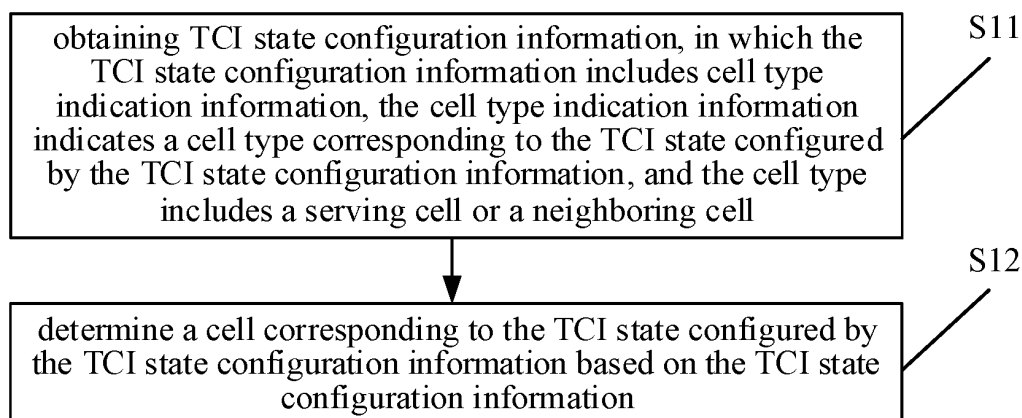 obtaining TCI state configuration information, in which the
TCI state configuration information includes cell type
indication information, the cell type indication information
indicates a cell type corresponding to the TCI state configured
by the TCI state configuration information, and the cell type
includes a serving cell or a neighboring cell
S11
determine a cell corresponding to the TCI state configured by
the TCI state configuration information based on the TCI state
configuration information
S12